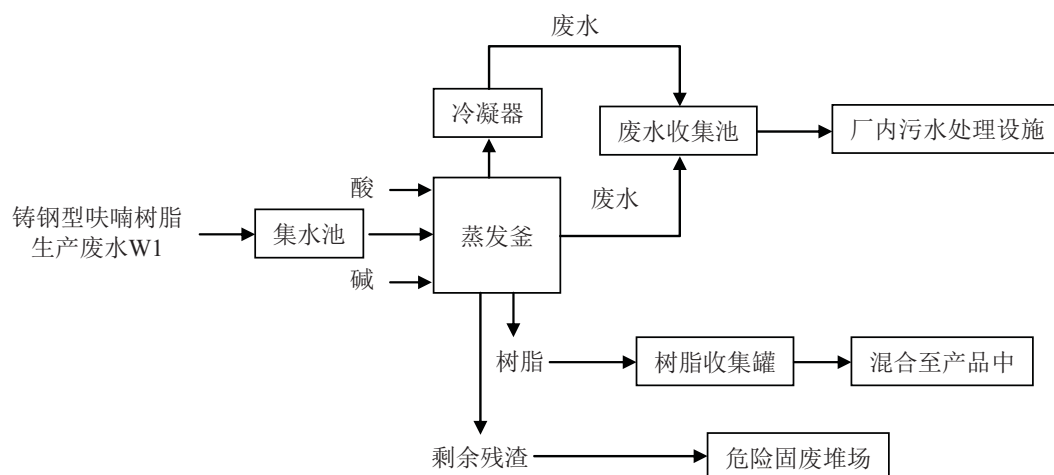 废水
冷凝器
废水收集池
厂内污水处理设施
酸
废水
铸钢型呋喃树脂
生产废水W1
集水池
蒸发釜
碱
树脂
树脂收集罐
混合至产品中
剩余残渣
危险固废堆场